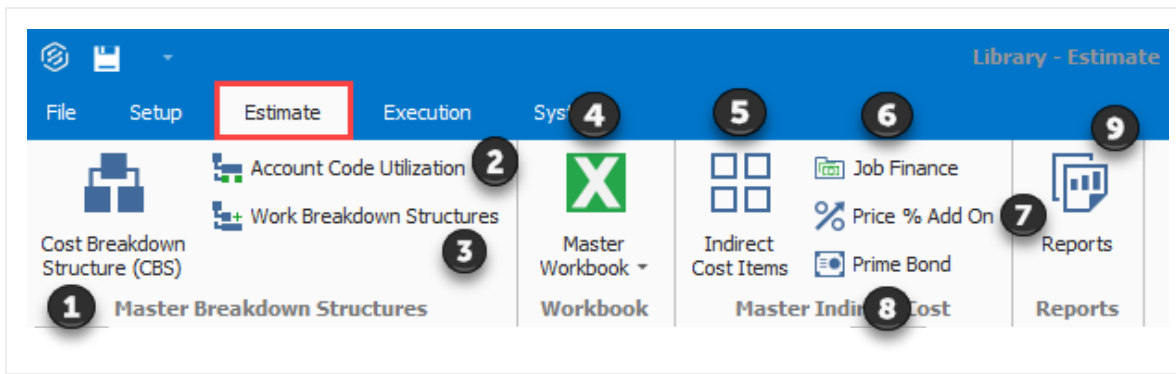 Library - Estimate
File Setup Estimate Execution Syst 4 5 6 9
Account Code Utilization 2 Job Finance
Work Breakdown Structures Price % Add On 7
Cost Breakdown 3 Master Indirect Reports
Structure (CBS) Workbook Cost Items Prime Bond
1 Master Breakdown Structures Workbook Master Indir 8 Cost Reports